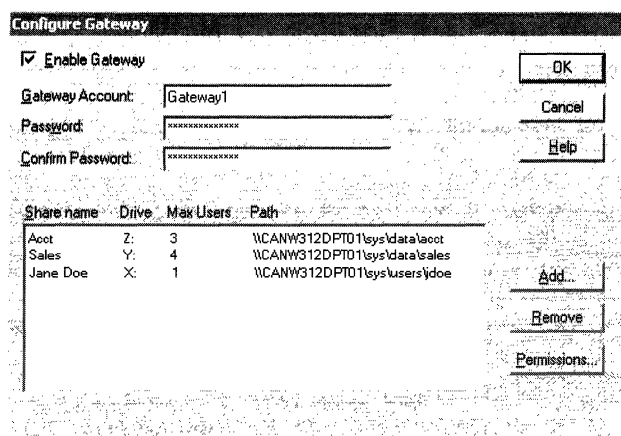 Configure Gateway
Enable Gateway
OK
Gateway Account: Gateway1
Cancel
Password: xxxxxxxxxxxxxx
Help
Confirm Password: xxxxxxxxxxxxxx
Share name Drive Max Users Path
Acct Z: 3 \\CANW312DPT01\sys\data\acct
Sales Y: 4 \\CANW312DPT01\sys\data\sales
Jane Doe X: 1 \\CANW312DPT01\sys\users\jdoe
Add...
Remove
Permissions...